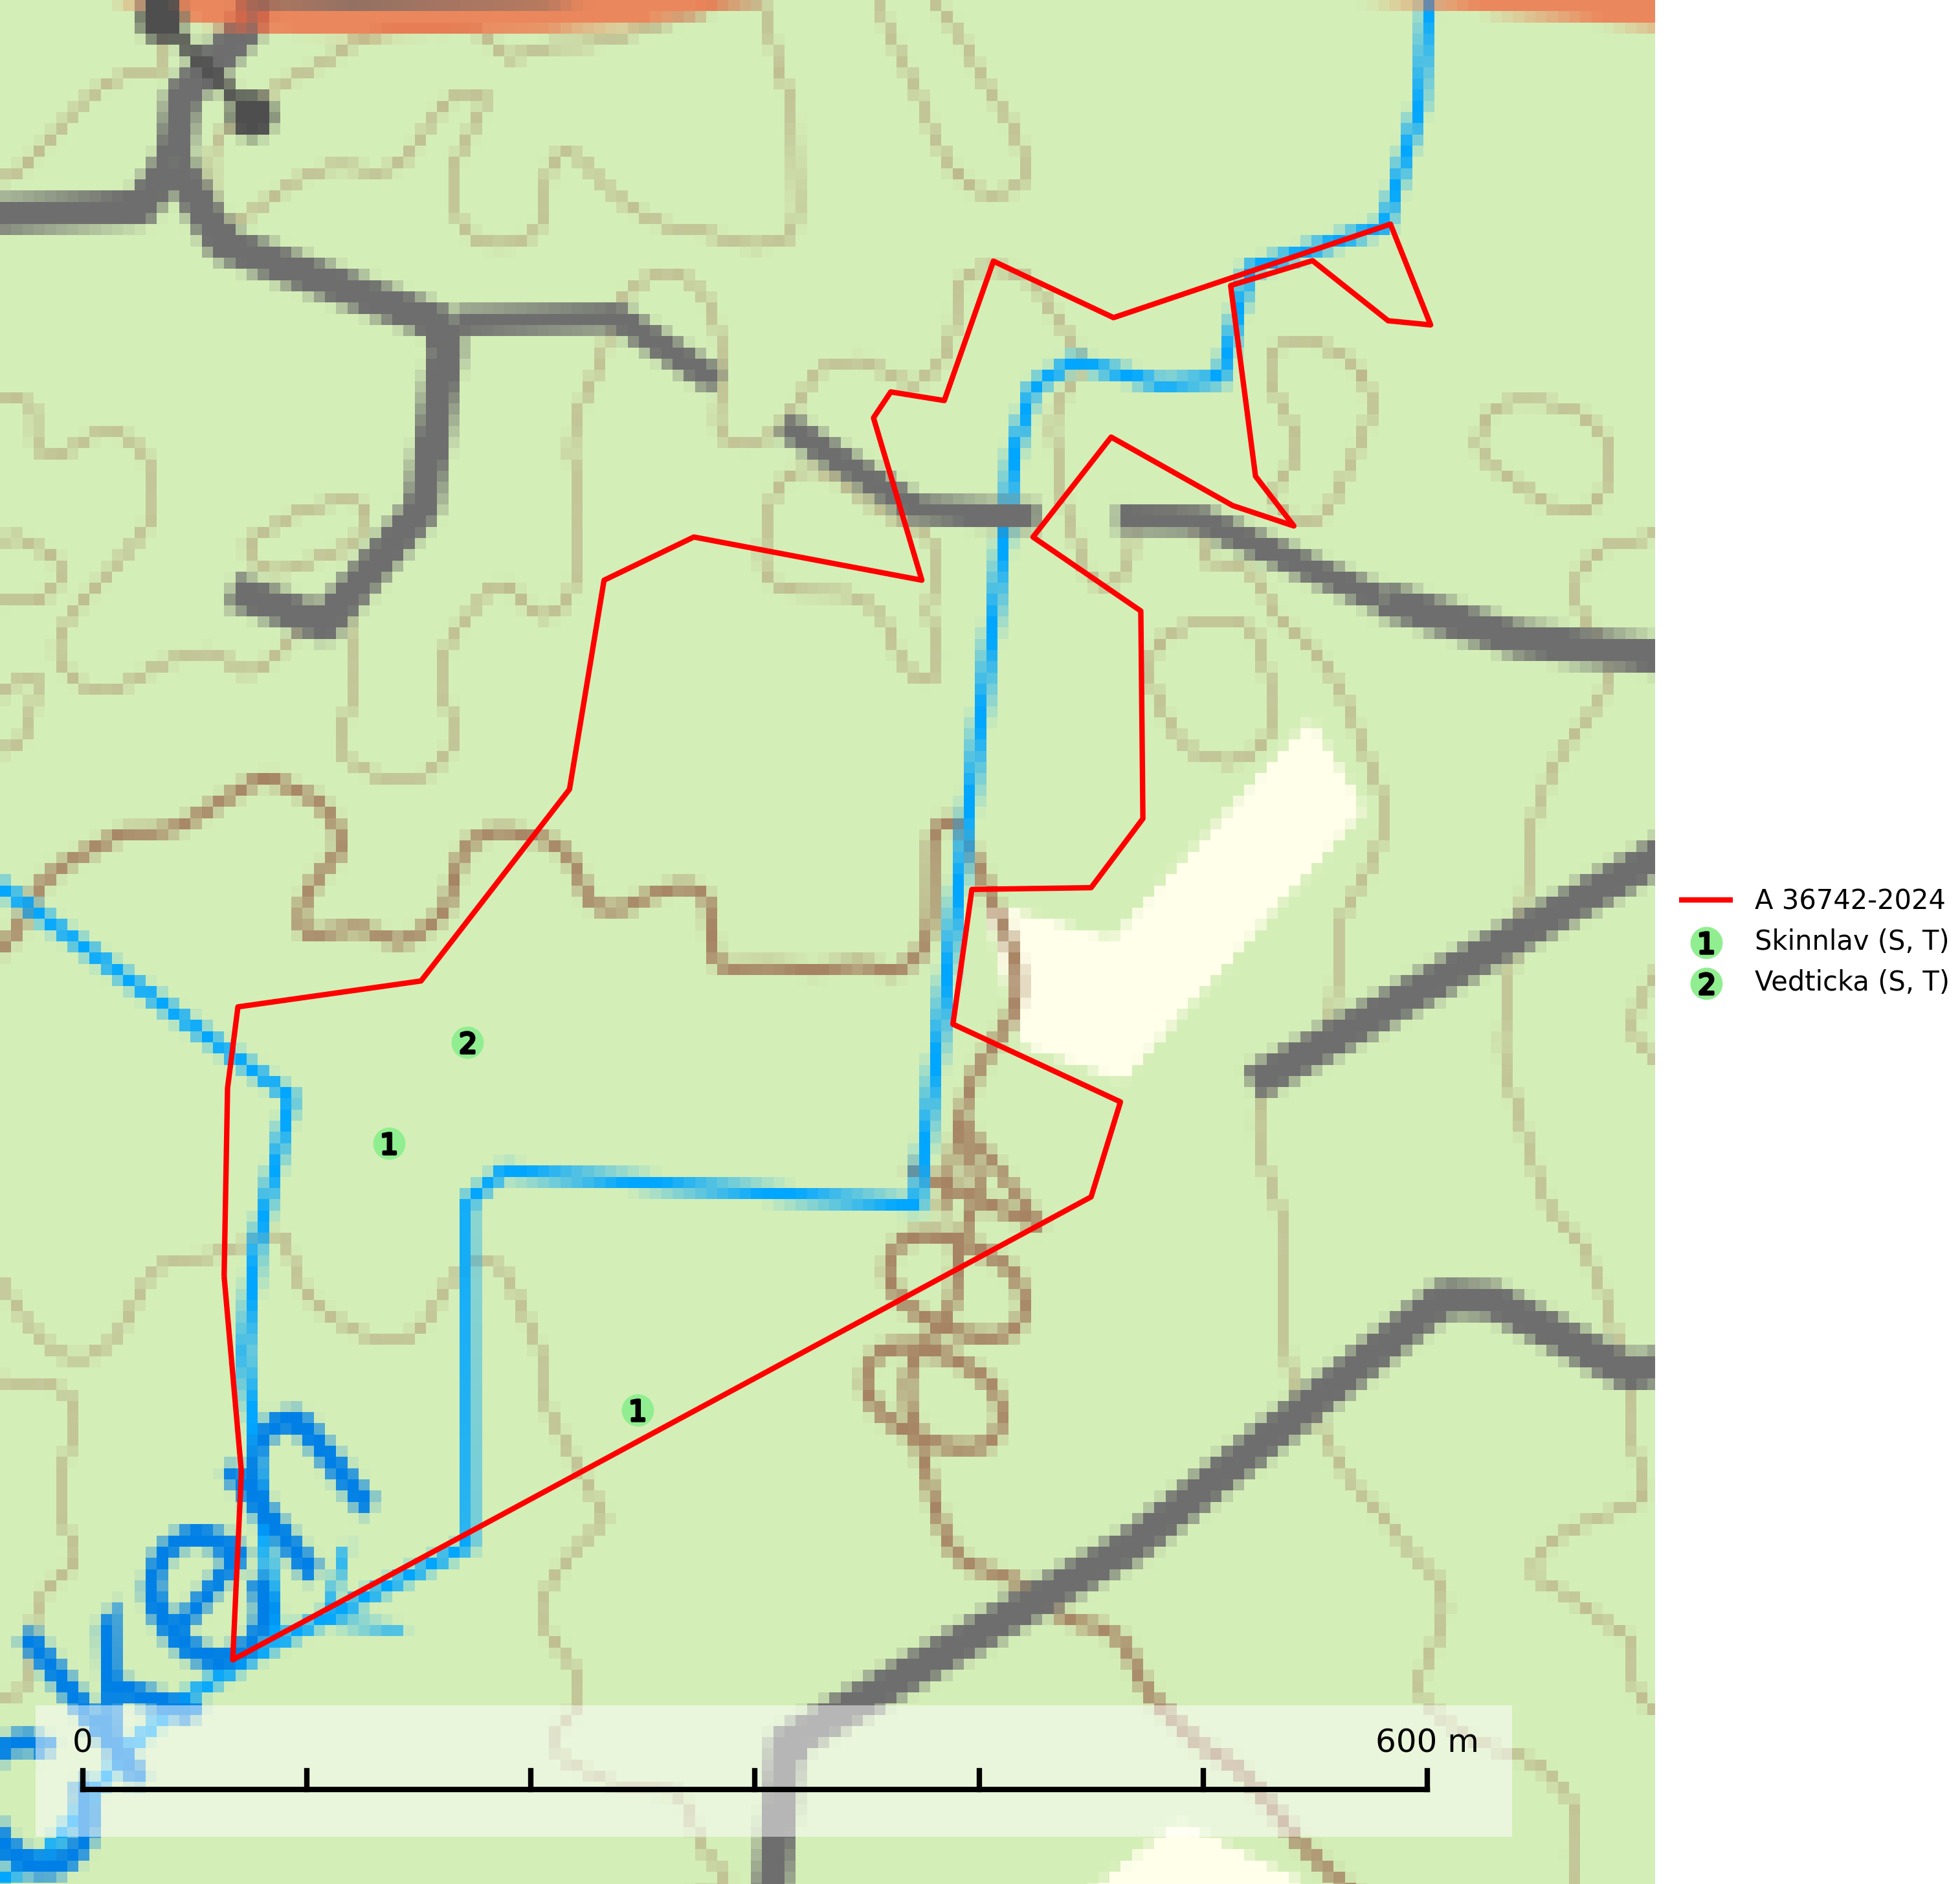 A 36742-2024
1 Skinnlav (S, T)
2 Vedticka (S, T)
2
1
1
0 600 m